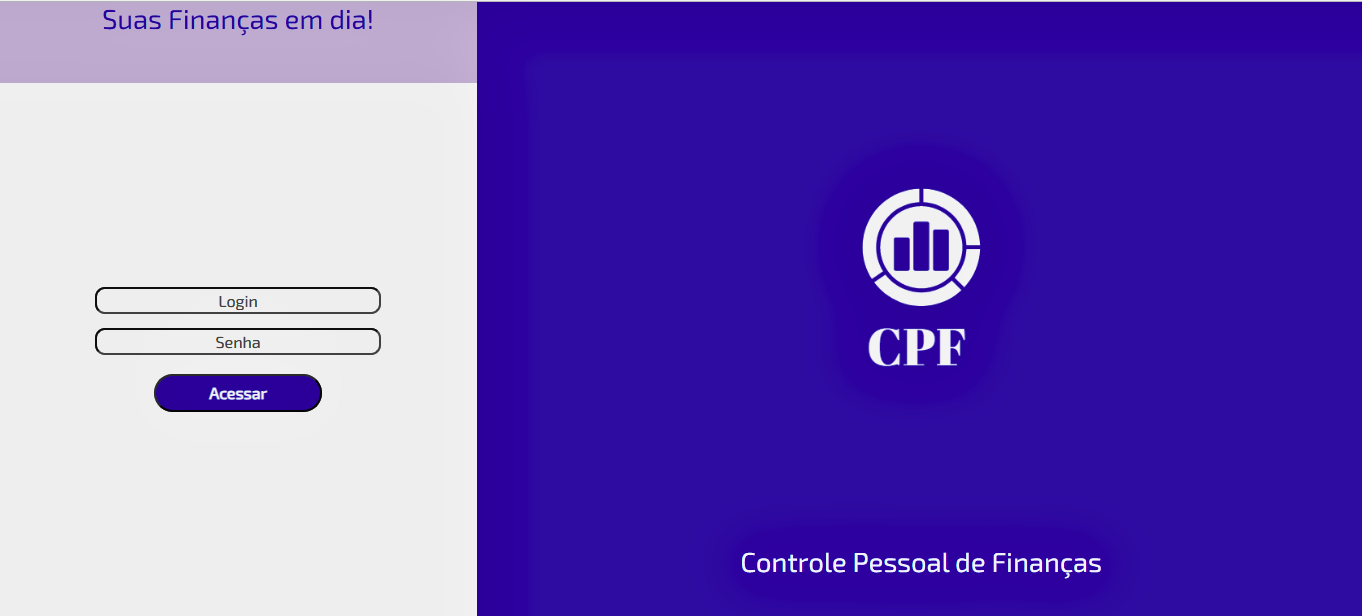 Suas Finanças em dia!
Login
Senha
Acessar
CPF
Controle Pessoal de Finanças